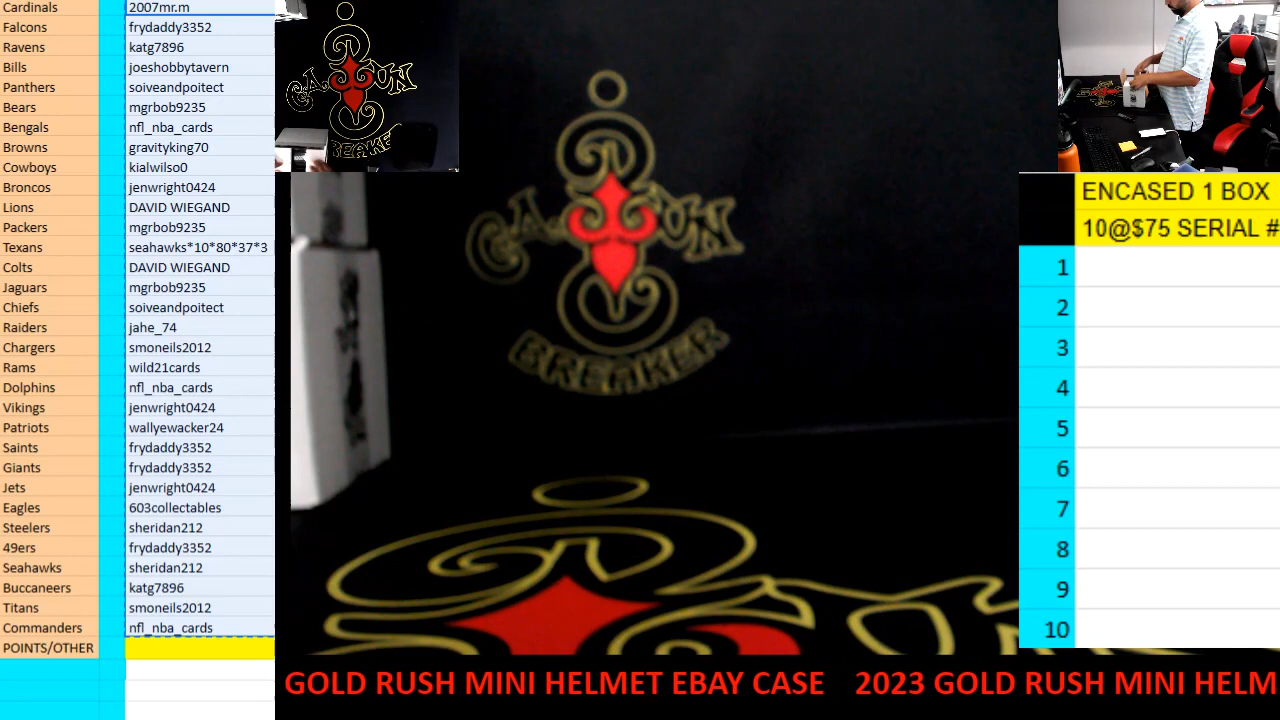 Cardinals 2007mr.m
Falcons frydaddy3352
Ravens katg7896
Bills joeshobbytavern
Panthers soiveandpoitect
Bears mgrbob9235
Bengals nfl_nba_cards
Browns gravityking70
Cowboys kialwilso0
Broncos jenwright0424
Lions DAVID WIEGAND
Packers mgrbob9235
Texans seahawks*10*80*37*3
Colts DAVID WIEGAND
Jaguars mgrbob9235
Chiefs soiveandpoitect
Raiders jahe_74
Chargers smoneils2012
Rams wild21cards
Dolphins nfl_nba_cards
Vikings jenwright0424
Patriots wallyewacker24
Saints frydaddy3352
Giants frydaddy3352
Jets jenwright0424
Eagles 603collectables
Steelers sheridan212
49ers frydaddy3352
Seahawks sheridan212
Buccaneers katg7896
Titans smoneils2012
Commanders nfl_nba_cards
POINTS/OTHER
BREAKER
ENCASED 1 BOX
10@$75 SERIAL #
1
2
3
4
5
6
7
8
9
10
GOLD RUSH MINI HELMET EBAY CASE 2023 GOLD RUSH MINI HELM